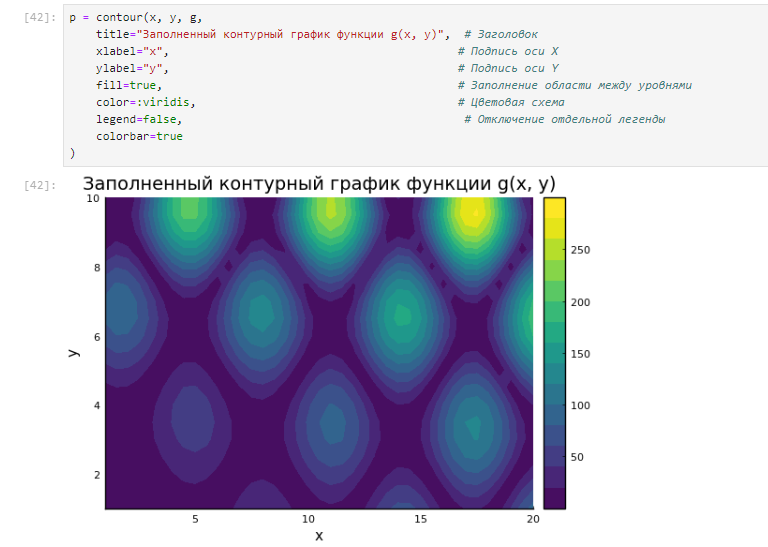 [42]: p = contour(x, y, g,
title="Заполненный контурный график функции g(x, y)", # Заголовок
xlabel="x", # Подпись оси X
ylabel="y", # Подпись оси Y
fill=true, # Заполнение области между уровнями
color=:viridis, # Цветовая схема
legend=false, # Отключение отдельной легенды
colorbar=true
)
[42]: Заполненный контурный график функции g(x, y)
10
8
6
4
2
y
5 10 15 20
x
250
200
150
100
50